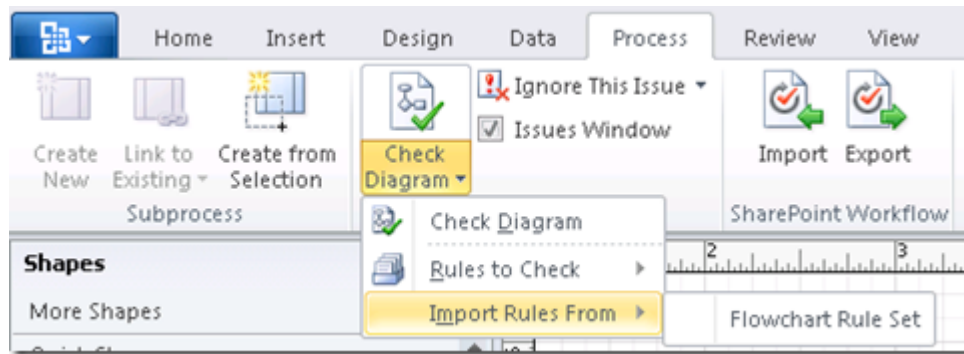 Home Insert Design Data Process Review View
Create New
Link to Existing
Create from Selection
Check Diagram
Ignore This Issue
Issues Window
Import Export
Subprocess
SharePoint Workflow
Check Diagram
Rules to Check
Import Rules From
Flowchart Rule Set
Shapes
More Shapes
2 3